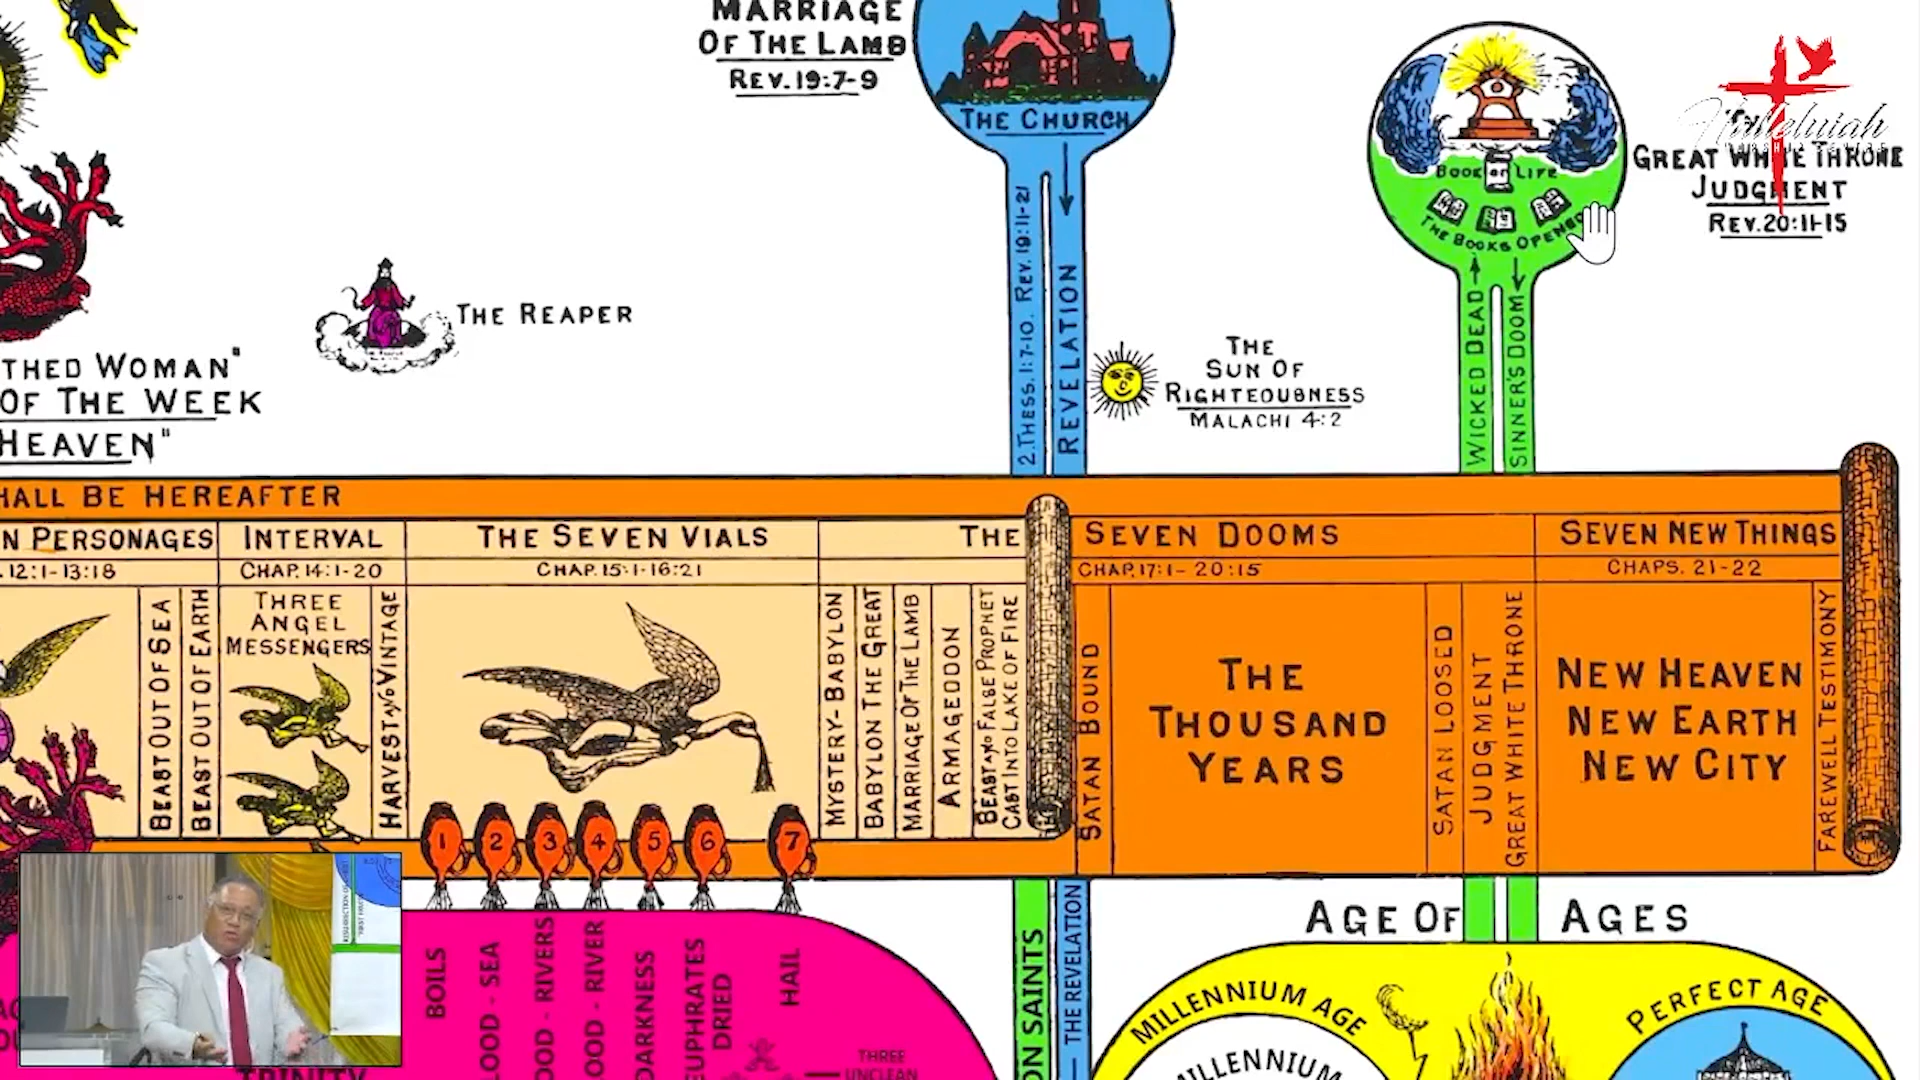 MARRIAGE
OF THE LAMB
REV. 19:7-9
THE CHURCH
2.THESS. 1:7-10. REV. 19:11-21
REVELATION
BOOK OF LIFE
THE BOOKS OPENED
Hallelujah
WORSHIP CENTRE
GREAT WHITE THRONE
JUDGMENT
REV. 20:11-15
WICKED DEAD
SINNER'S DOOM
THE REAPER
THE
SUN OF
RIGHTEOUSNESS
MALACHI 4:2
THED WOMAN"
OF THE WEEK
HEAVEN"
HALL BE HEREAFTER
N PERSONAGES
. 12:1-13:18
INTERVAL
CHAP. 14:1-20
THE SEVEN VIALS
CHAP. 15:1-16:21
THE SEVEN DOOMS
CHAP. 17:1-20:15
SEVEN NEW THINGS
CHAPS. 21-22
BEAST OUT OF SEA
BEAST OUT OF EARTH
THREE
ANGEL
MESSENGERS
HARVEST AND VINTAGE
MYSTERY-BABYLON
BABYLON THE GREAT
MARRIAGE OF THE LAMB
ARMAGEDDON
BEAST AND FALSE PROPHET
CAST INTO LAKE OF FIRE
SATAN BOUND
THE
THOUSAND
YEARS
SATAN LOOSED
JUDGMENT
GREAT WHITE THRONE
NEW HEAVEN
NEW EARTH
NEW CITY
FAREWELL TESTIMONY
1 2 3 4 5 6 7
BOILS
LOOD - SEA
OOD - RIVERS
OOD - RIVER
DARKNESS
EUPHRATES
DRIED
HAIL
THREE
UNCLEAN
TRINITY
ON SAINTS
THE REVELATION
AGE OF AGES
MILLENNIUM AGE
MILLENNIUM
PERFECT AGE